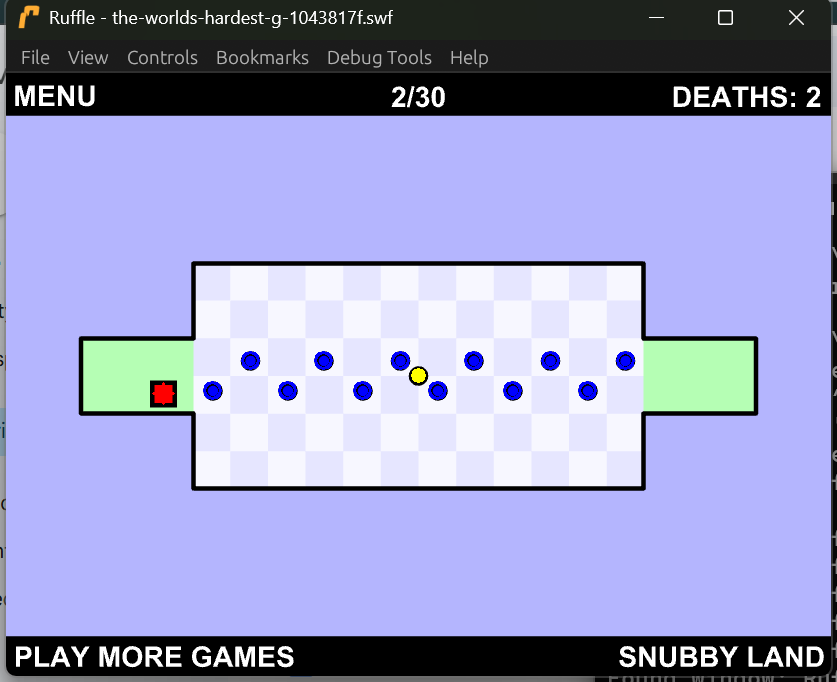 Ruffle - the-worlds-hardest-g-1043817f.swf
File View Controls Bookmarks Debug Tools Help
MENU 2/30 DEATHS: 2
PLAY MORE GAMES SNUBBY LAND